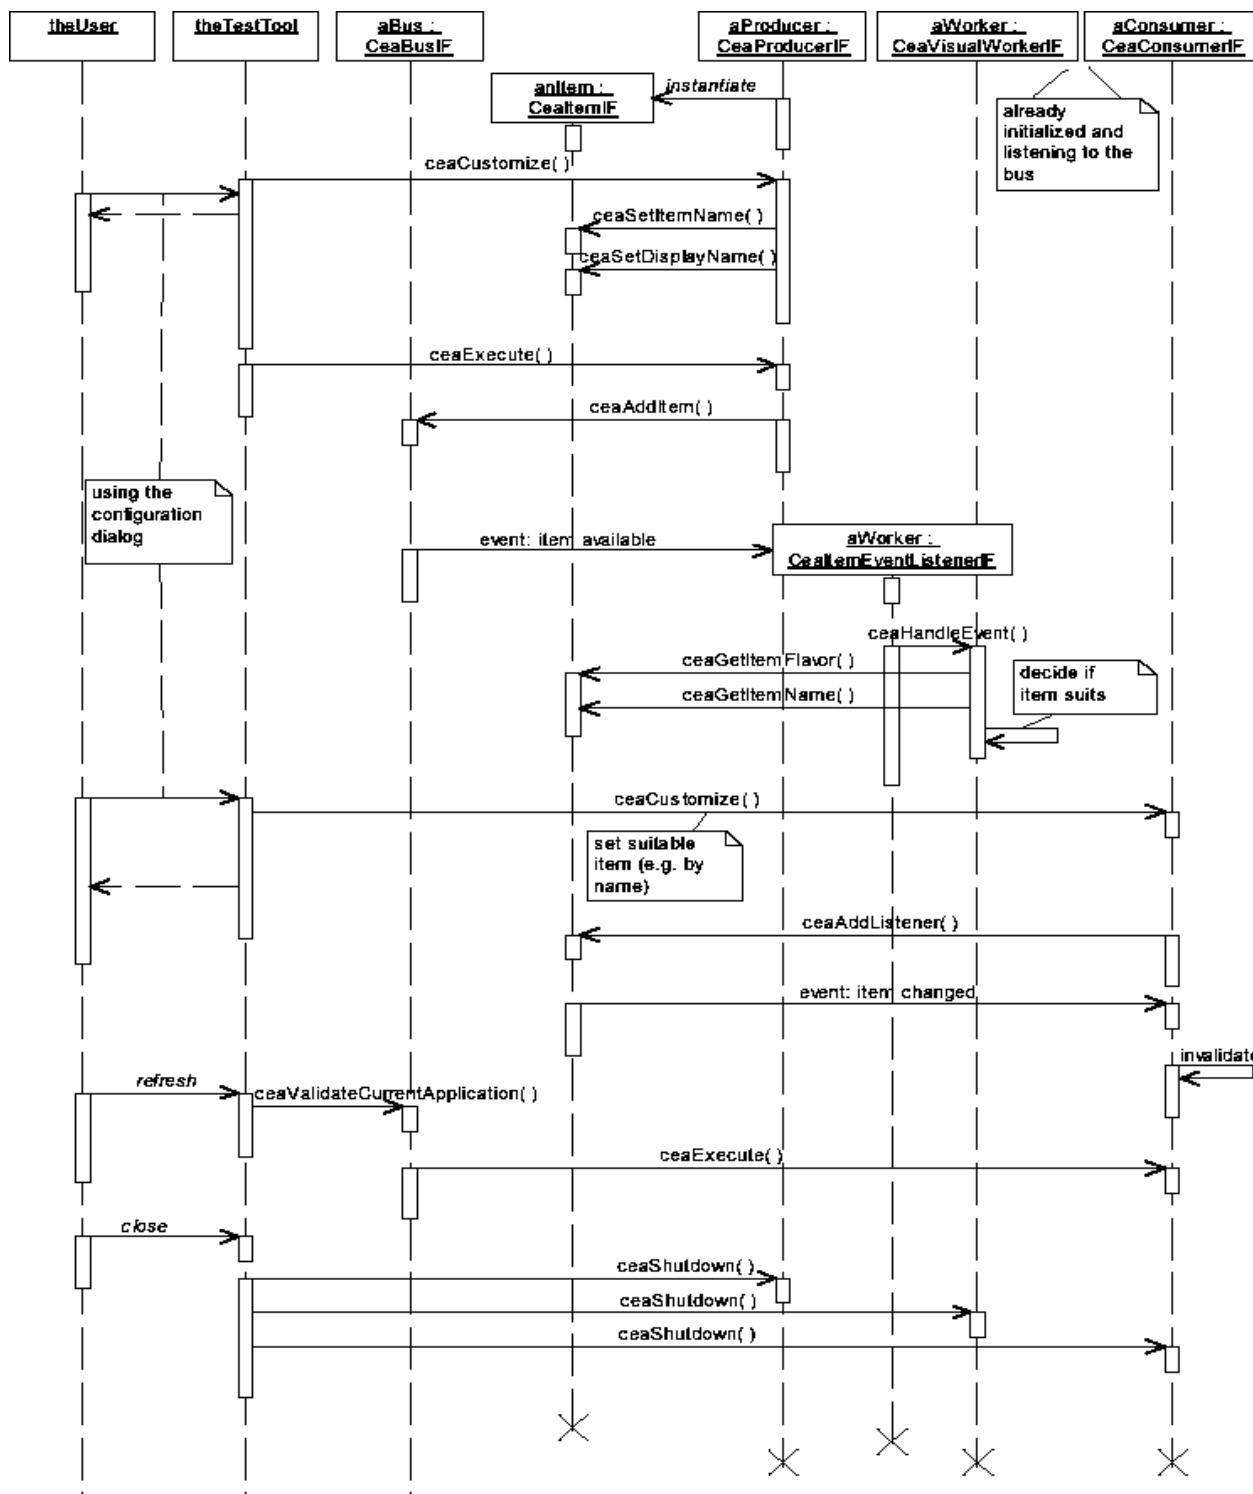 theUser
theTestTool
aBus :
CeaBusIF
aProducer :
CeaProducerIF
aWorker :
CeaVisualWorkerIF
aConsumer :
CeaConsumerIF
anItem :
CeaItemIF
instantiate
already
initialized and
listening to the
bus
ceaCustomize( )
ceaSetItemName( )
ceaSetDisplayName( )
ceaExecute( )
ceaAddItem( )
using the
configuration
dialog
event: item available
aWorker :
CeaItemEventListenerIF
ceaHandleEvent( )
ceaGetItemFlavor( )
decide if
item suits
ceaGetItemName( )
ceaCustomize( )
set suitable
item (e.g. by
name)
ceaAddListener( )
event: item changed
invalidate
refresh
ceaValidateCurrentApplication( )
ceaExecute( )
close
ceaShutdown( )
ceaShutdown( )
ceaShutdown( )